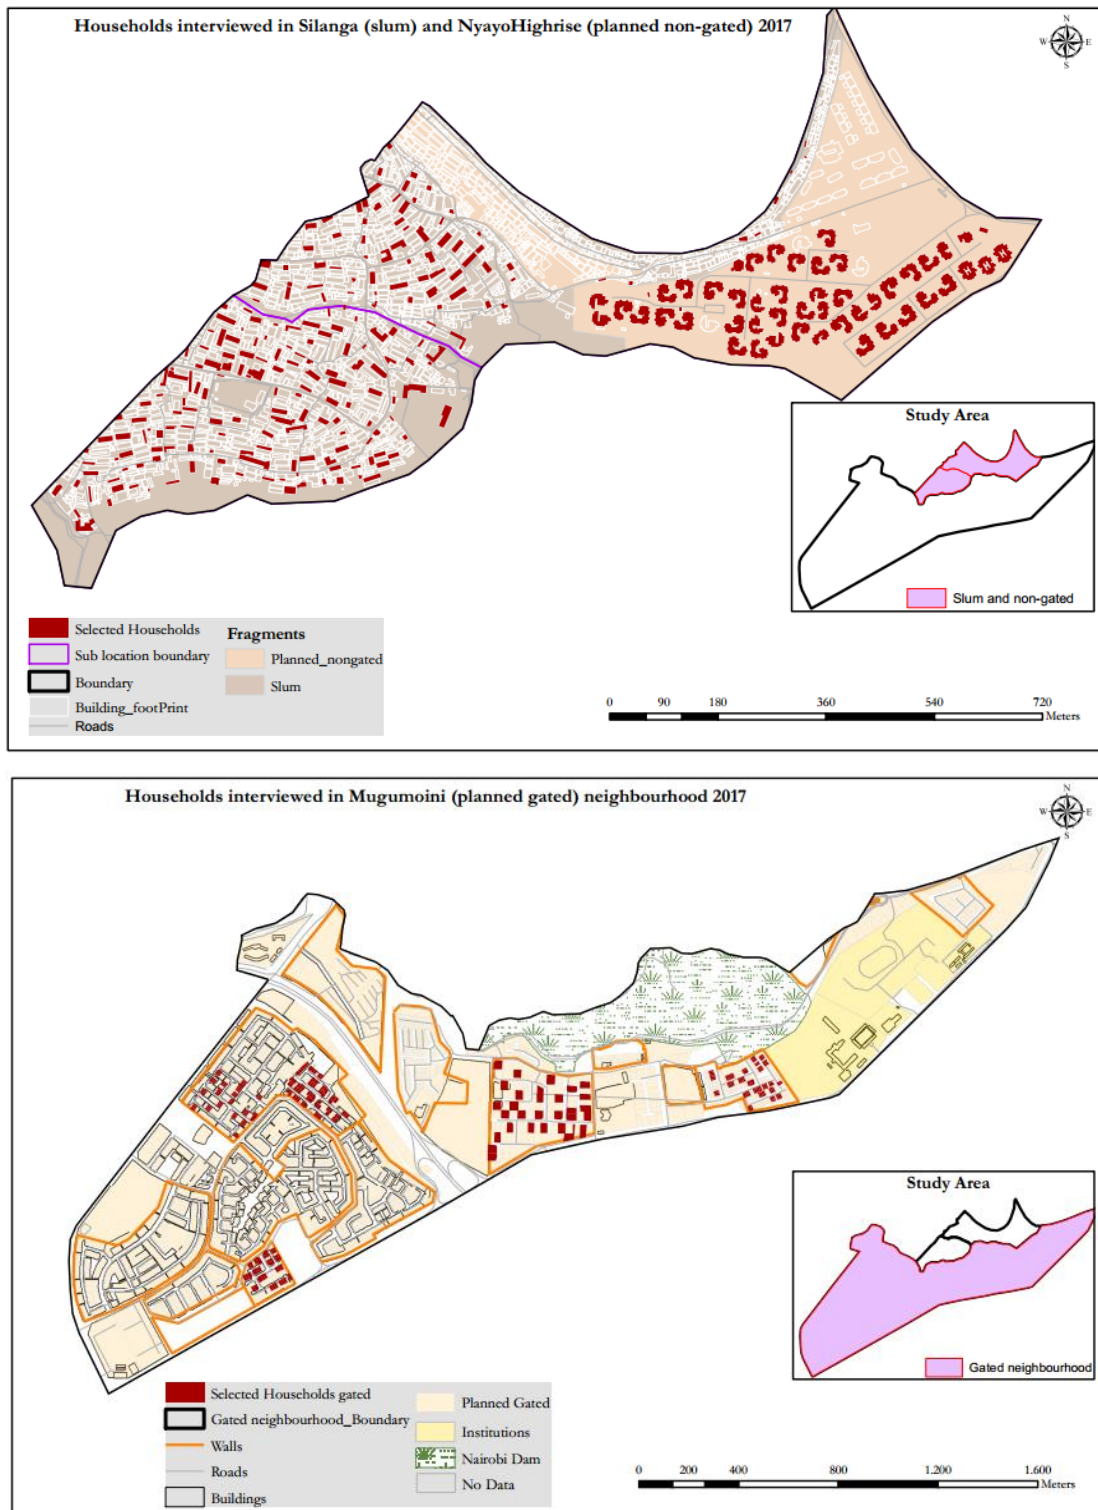 Households interviewed in Silanga (slum) and NyayoHighrise (planned non-gated) 2017
N
W E
S
Study Area
Slum and non-gated
Selected Households
Sub location boundary
Boundary
Building_footPrint
Roads
Fragments
Planned_nongated
Slum
0 90 180 360 540 720
Meters
Households interviewed in Mugumoini (planned gated) neighbourhood 2017
N
W E
S
Study Area
Gated neighbourhood
Selected Households gated
Gated neighbourhood_Boundary
Walls
Roads
Buildings
Planned Gated
Institutions
Nairobi Dam
No Data
0 200 400 800 1.200 1.600
Meters